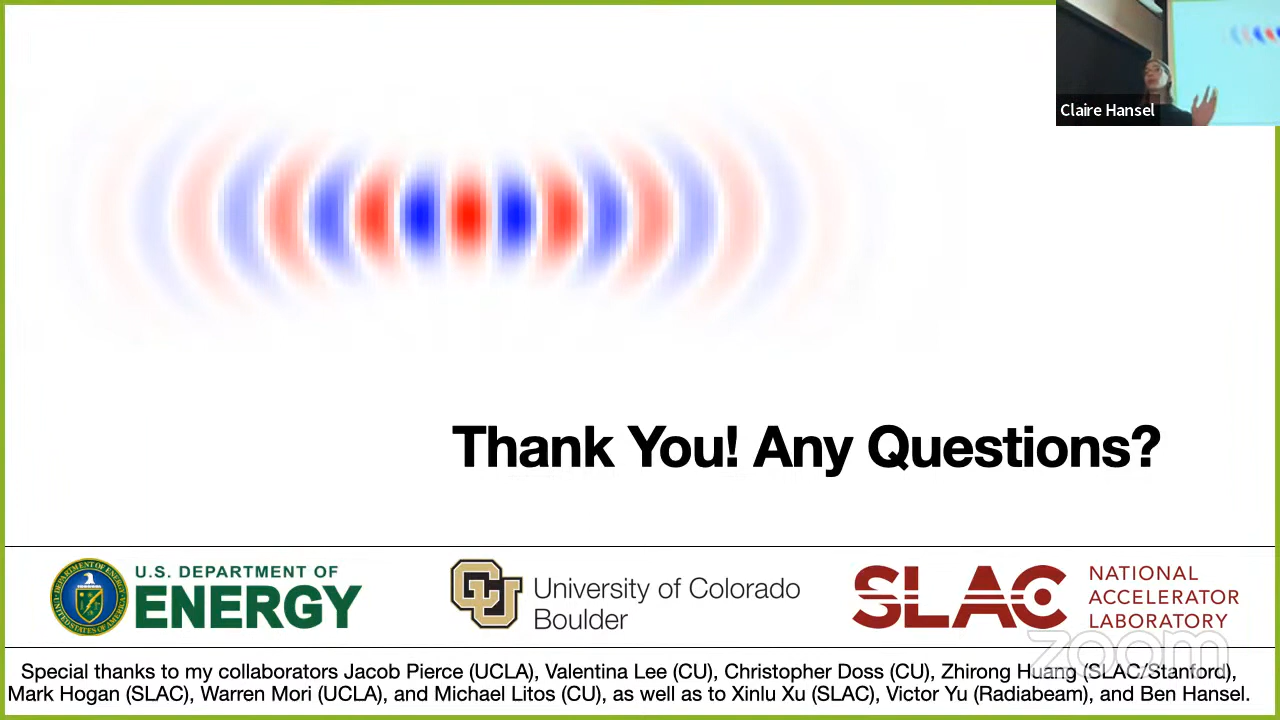 Claire Hansel
Thank You! Any Questions?
U.S. DEPARTMENT OF
ENERGY
CU
University of Colorado
Boulder
SLAC
NATIONAL
ACCELERATOR
LABORATORY
zoom
Special thanks to my collaborators Jacob Pierce (UCLA), Valentina Lee (CU), Christopher Doss (CU), Zhirong Huang (SLAC/Stanford),
Mark Hogan (SLAC), Warren Mori (UCLA), and Michael Litos (CU), as well as to Xinlu Xu (SLAC), Victor Yu (Radiabeam), and Ben Hansel.